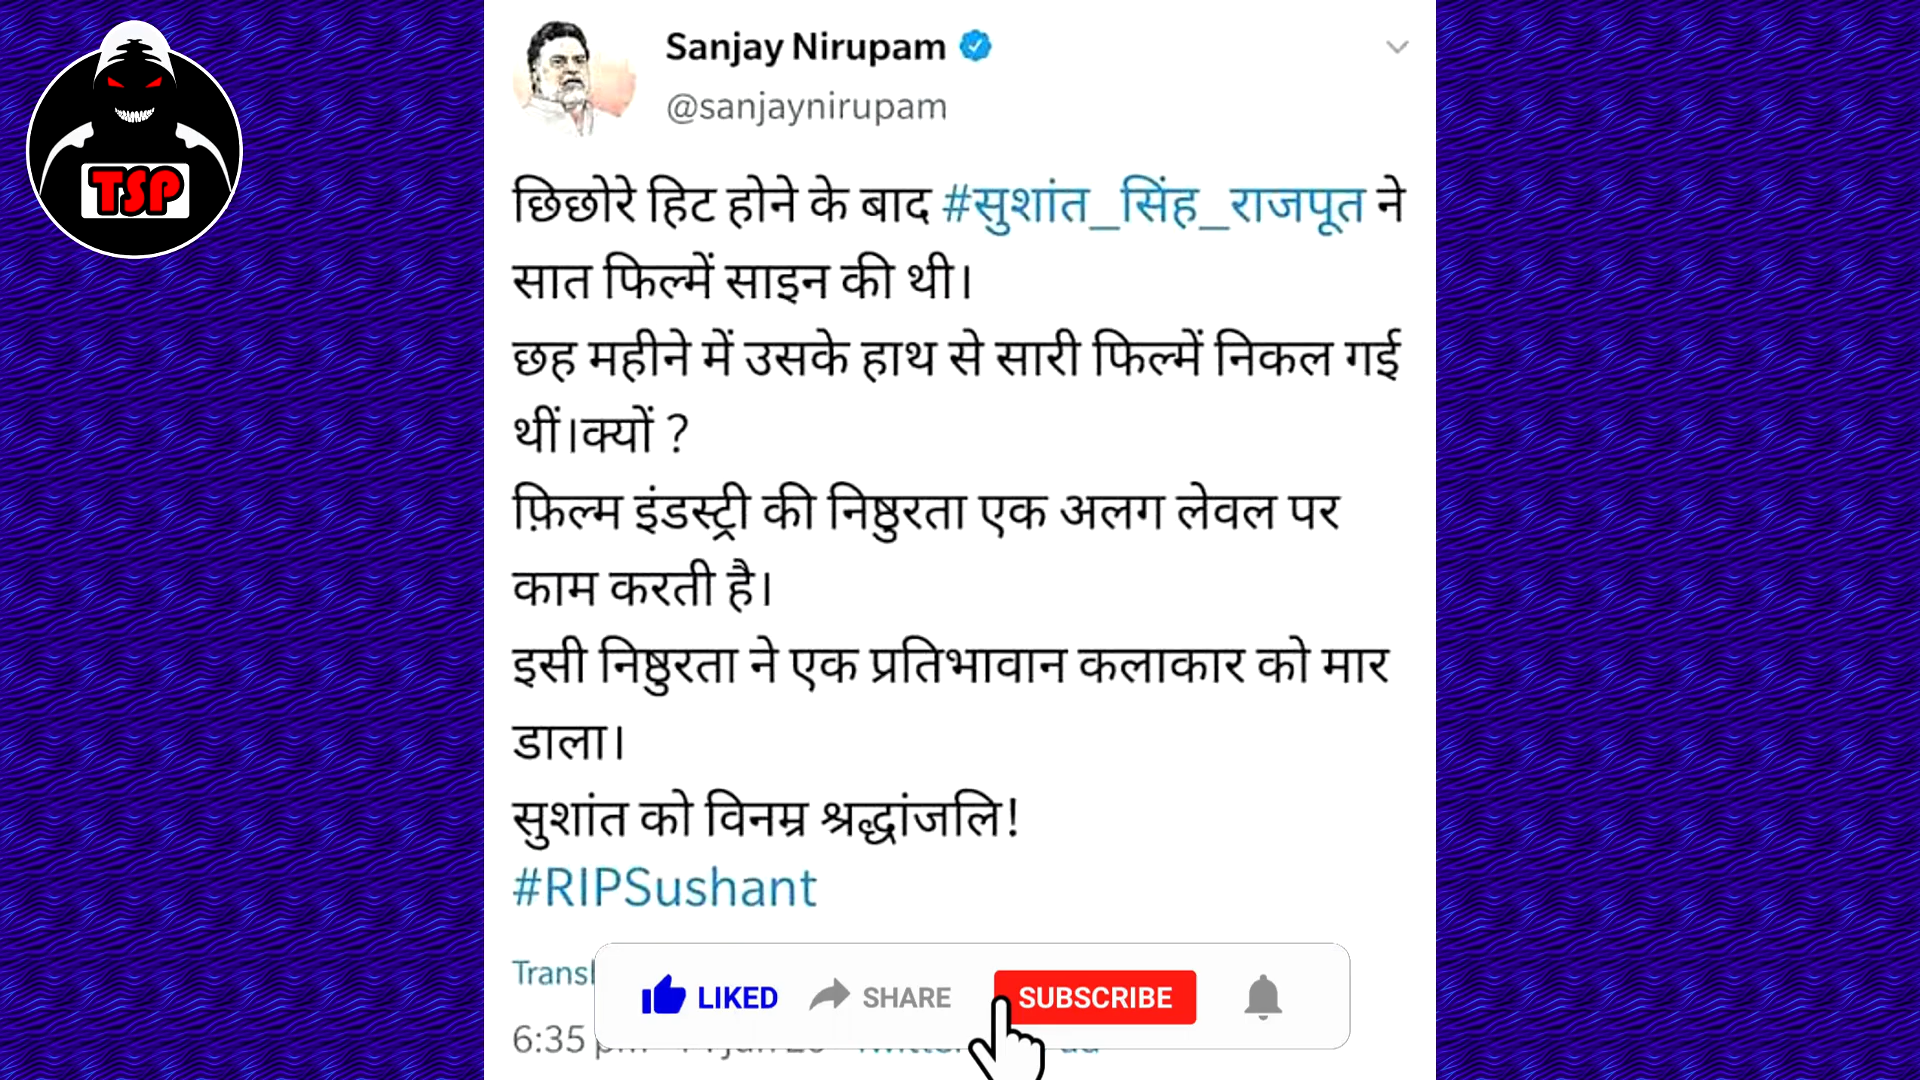 TSP
Sanjay Nirupam
@sanjaynirupam
छिछोरे हिट होने के बाद #सुशांत_सिंह_राजपूत ने
सात फिल्में साइन की थी।
छह महीने में उसके हाथ से सारी फिल्में निकल गई
थीं।क्यों ?
फ़िल्म इंडस्ट्री की निष्ठुरता एक अलग लेवल पर
काम करती है।
इसी निष्ठुरता ने एक प्रतिभावान कलाकार को मार
डाला।
सुशांत को विनम्र श्रद्धांजलि!
#RIPSushant
LIKED SHARE SUBSCRIBE
6:35